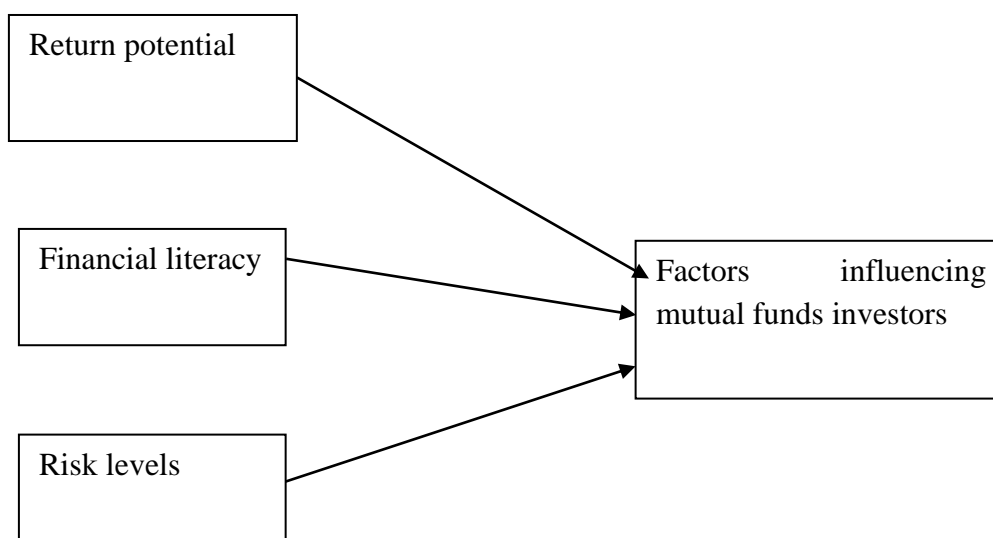 Return potential
Financial literacy
Factors influencing
mutual funds investors
Risk levels